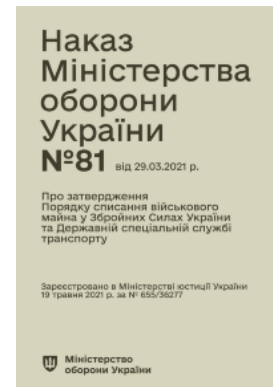 Наказ
Міністерства
оборони
України
№81 від 29.03.2021 р.
Про затвердження
Порядку списання військового
майна у Збройних Силах України
та Державній спеціальній службі
транспорту
Зареєстровано в Міністерстві юстиції України
19 травня 2021 р. за № 655/36277
Міністерство
оборони України